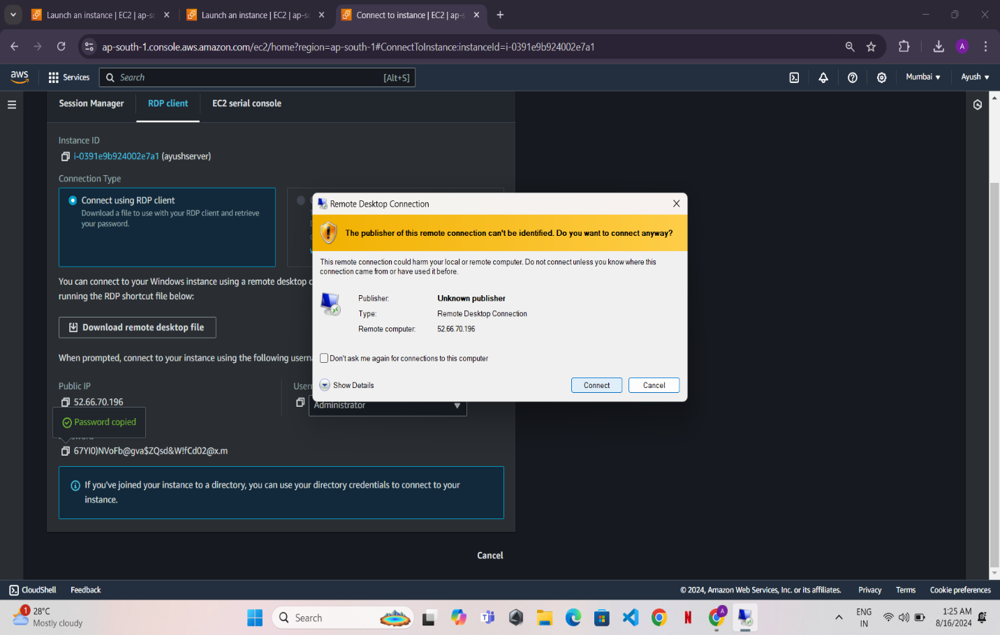 Launch an instance | EC2 | ap-s
Launch an instance | EC2 | ap-s
Connect to instance | EC2 | ap-
ap-south-1.console.aws.amazon.com/ec2/home?region=ap-south-1#ConnectToInstance:instanceId=i-0391e9b924002e7a1
A
aws
Services
Search
[Alt+S]
Mumbai
Ayush
Session Manager
RDP client
EC2 serial console
Instance ID
i-0391e9b924002e7a1 (ayushserver)
Connection Type
Connect using RDP client
Download a file to use with your RDP client and retrieve
your password.
You can connect to your Windows instance using a remote desktop c
running the RDP shortcut file below:
Download remote desktop file
When prompted, connect to your instance using the following usern
Public IP
52.66.70.196
User
Administrator
Password copied
67YI0)NVoFb@gva$ZQsd&W!fCd02@x.m
If you've joined your instance to a directory, you can use your directory credentials to connect to your
instance.
Cancel
Remote Desktop Connection
The publisher of this remote connection can't be identified. Do you want to connect anyway?
This remote connection could harm your local or remote computer. Do not connect unless you know where this
connection came from or have used it before.
Publisher:
Unknown publisher
Type:
Remote Desktop Connection
Remote computer:
52.66.70.196
Don't ask me again for connections to this computer
Show Details
Connect
Cancel
CloudShell
Feedback
© 2024, Amazon Web Services, Inc. or its affiliates.
Privacy
Terms
Cookie preferences
1
28°C
Mostly cloudy
Search
N
A
ENG
IN
1:25 AM
8/16/2024